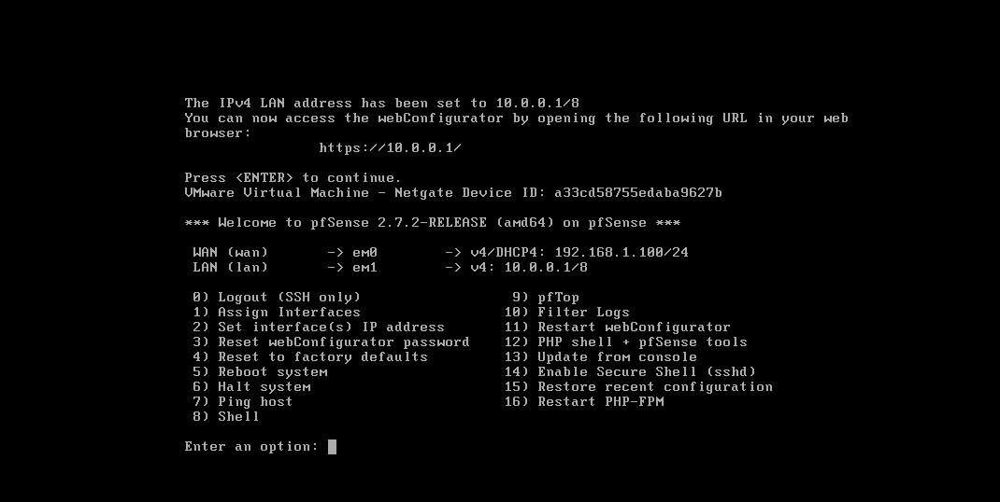 The IPv4 LAN address has been set to 10.0.0.1/8
You can now access the webConfigurator by opening the following URL in your web
browser:
https://10.0.0.1/
Press <ENTER> to continue.
VMware Virtual Machine - Netgate Device ID: a33cd58755edaba9627b
*** Welcome to pfSense 2.7.2-RELEASE (amd64) on pfSense ***
WAN (wan)       -> em0        -> v4/DHCP4: 192.168.1.100/24
LAN (lan)       -> em1        -> v4: 10.0.0.1/8
0) Logout (SSH only)                  9) pfTop
1) Assign Interfaces                 10) Filter Logs
2) Set interface(s) IP address       11) Restart webConfigurator
3) Reset webConfigurator password    12) PHP shell + pfSense tools
4) Reset to factory defaults         13) Update from console
5) Reboot system                     14) Enable Secure Shell (sshd)
6) Halt system                       15) Restore recent configuration
7) Ping host                         16) Restart PHP-FPM
8) Shell
Enter an option: